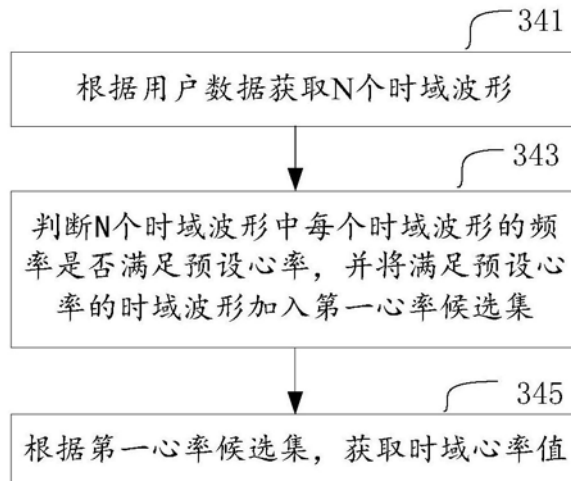 341
根据用户数据获取N个时域波形
343
判断N个时域波形中每个时域波形的频
率是否满足预设心率，并将满足预设心
率的时域波形加入第一心率候选集
345
根据第一心率候选集，获取时域心率值